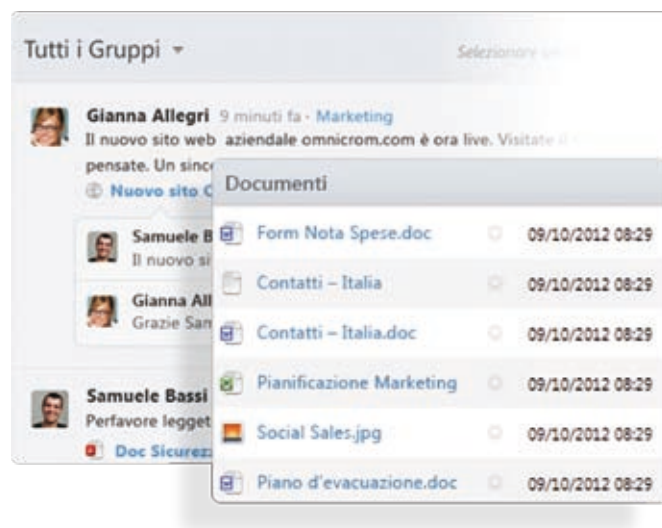 Tutti i Gruppi
Selezionare
Gianna Allegri 9 minuti fa - Marketing
Il nuovo sito web aziendale omnicrom.com è ora live. Visitate il
pensate. Un since
Nuovo sito C
Samuele B
Il nuovo si
Gianna All
Grazie Sam
Samuele Bassi
Perfavore legget
Doc Sicurezz
Documenti
Form Nota Spese.doc 09/10/2012 08:29
Contatti – Italia 09/10/2012 08:29
Contatti – Italia.doc 09/10/2012 08:29
Pianificazione Marketing 09/10/2012 08:29
Social Sales.jpg 09/10/2012 08:29
Piano d'evacuazione.doc 09/10/2012 08:29